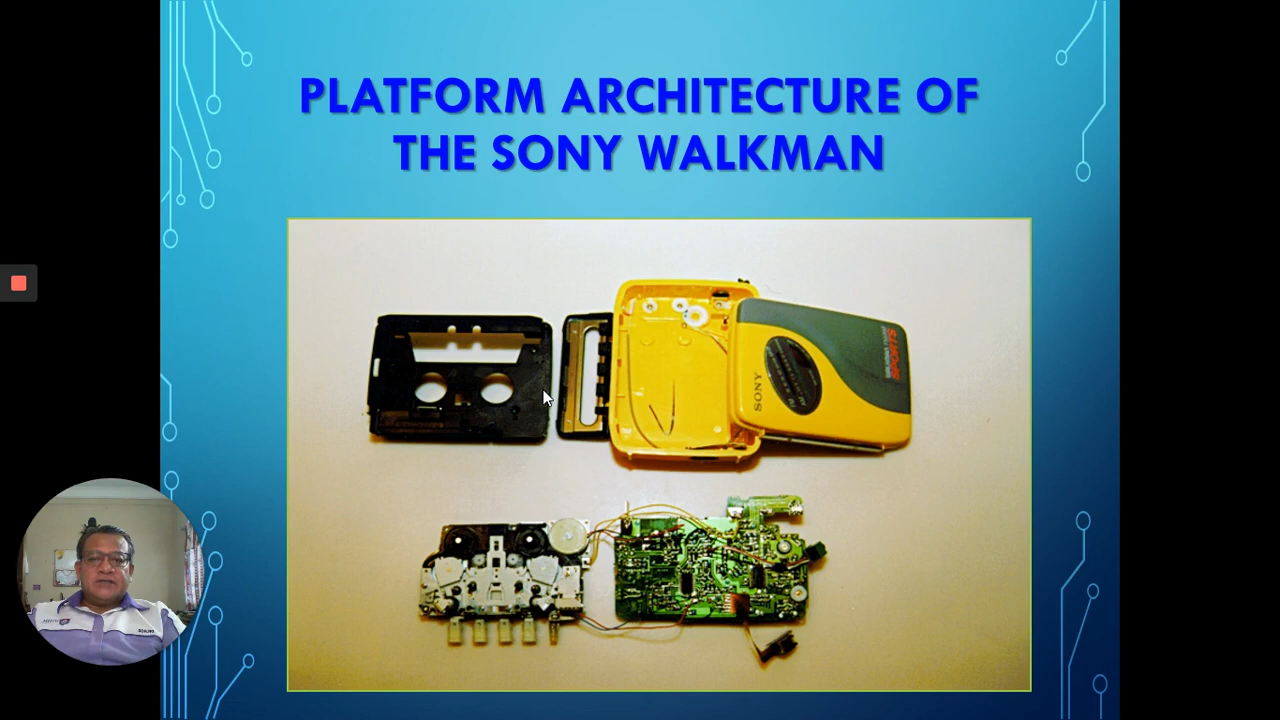 PLATFORM ARCHITECTURE OF
THE SONY WALKMAN
SONY
SPORTS